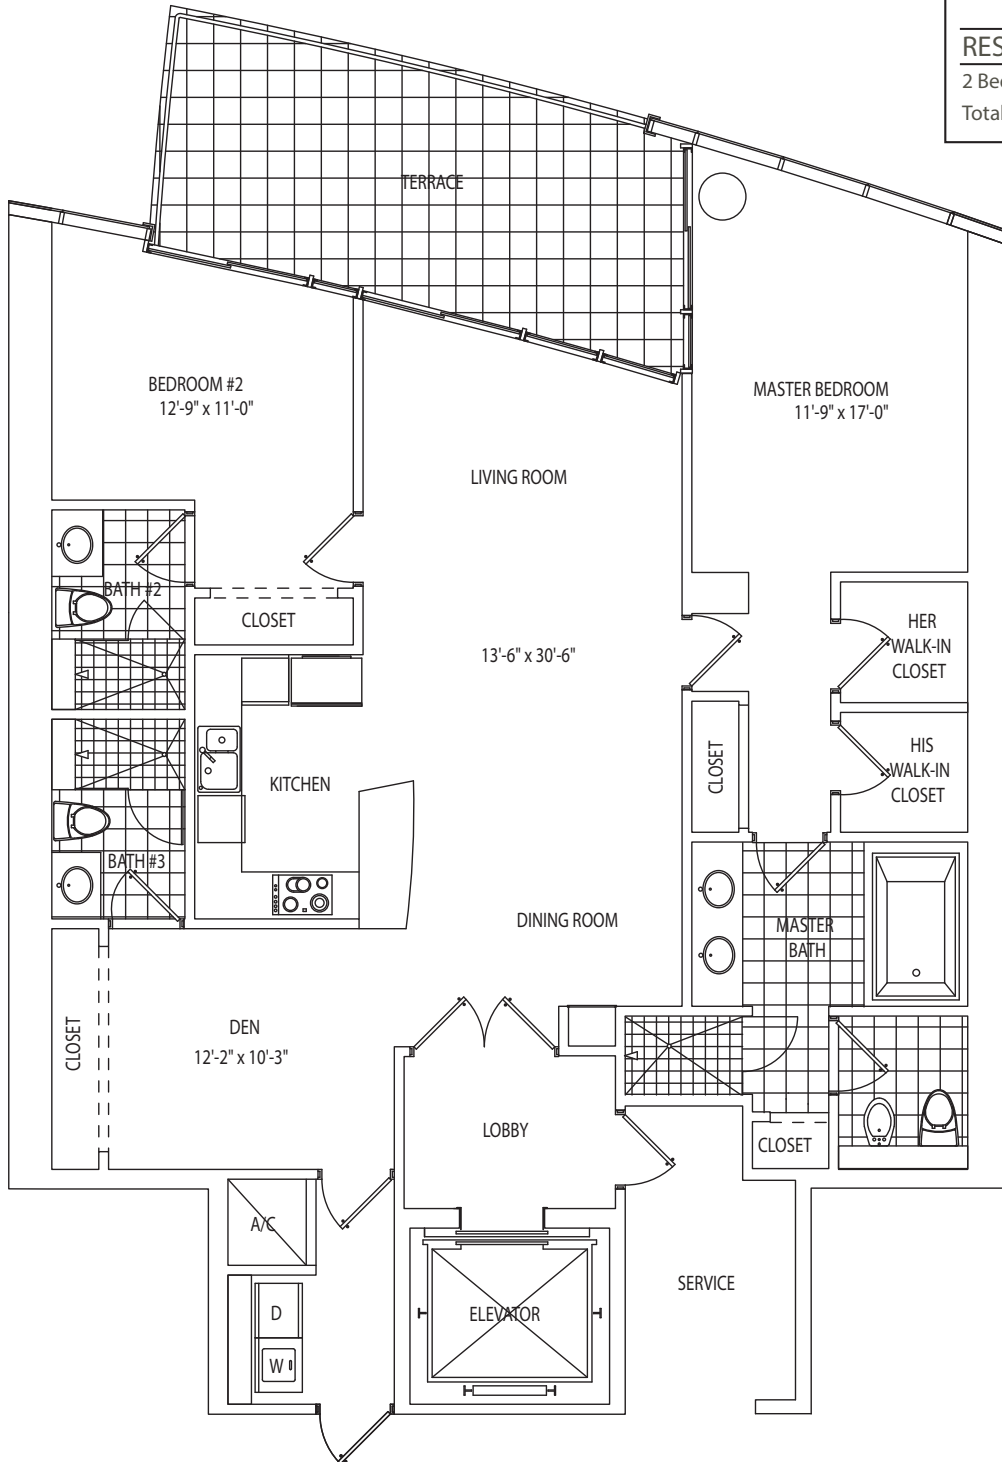 RES
2 Be
Total
TERRACE
BEDROOM #2
12'-9" x 11'-0"
MASTER BEDROOM
11'-9" x 17'-0"
LIVING ROOM
13'-6" x 30'-6"
BATH #2
CLOSET
HER
WALK-IN
CLOSET
HIS
WALK-IN
CLOSET
CLOSET
KITCHEN
BATH #3
DINING ROOM
MASTER
BATH
CLOSET
DEN
12'-2" x 10'-3"
LOBBY
CLOSET
A/C
SERVICE
ELEVATOR
D
W